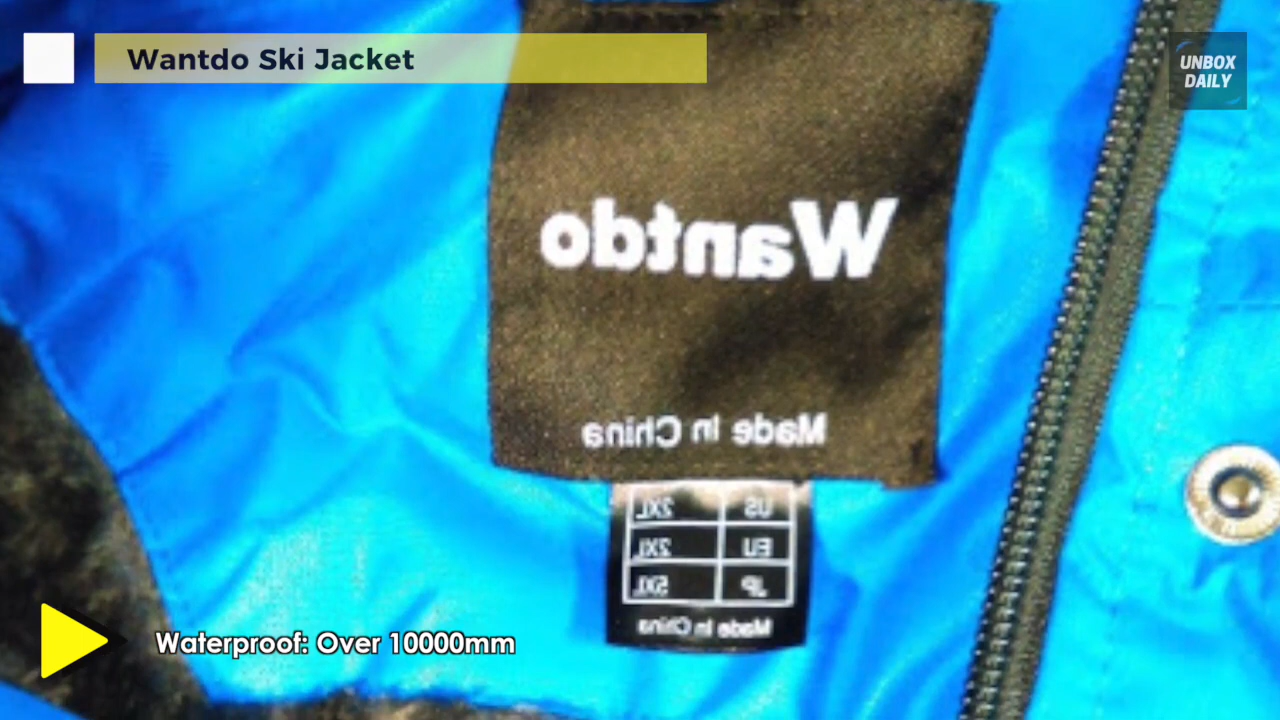 Wantdo Ski Jacket
UNBOX
DAILY
Wantdo
Made In China
US 2XL
EU 2XL
JP 5XL
Made In China
Waterproof: Over 10000mm